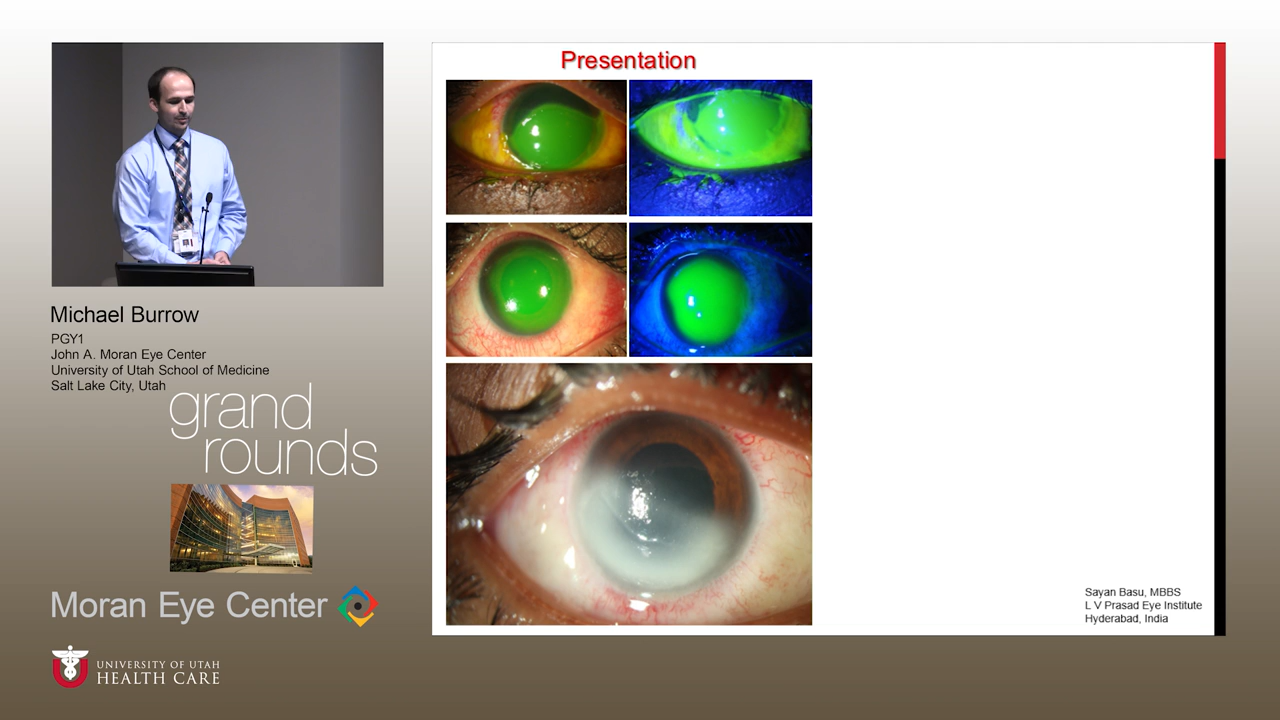 Presentation
Michael Burrow
PGY1
John A. Moran Eye Center
University of Utah School of Medicine
Salt Lake City, Utah
grand
rounds
Moran Eye Center
UNIVERSITY OF UTAH
HEALTH CARE
Sayan Basu, MBBS
L V Prasad Eye Institute
Hyderabad, India